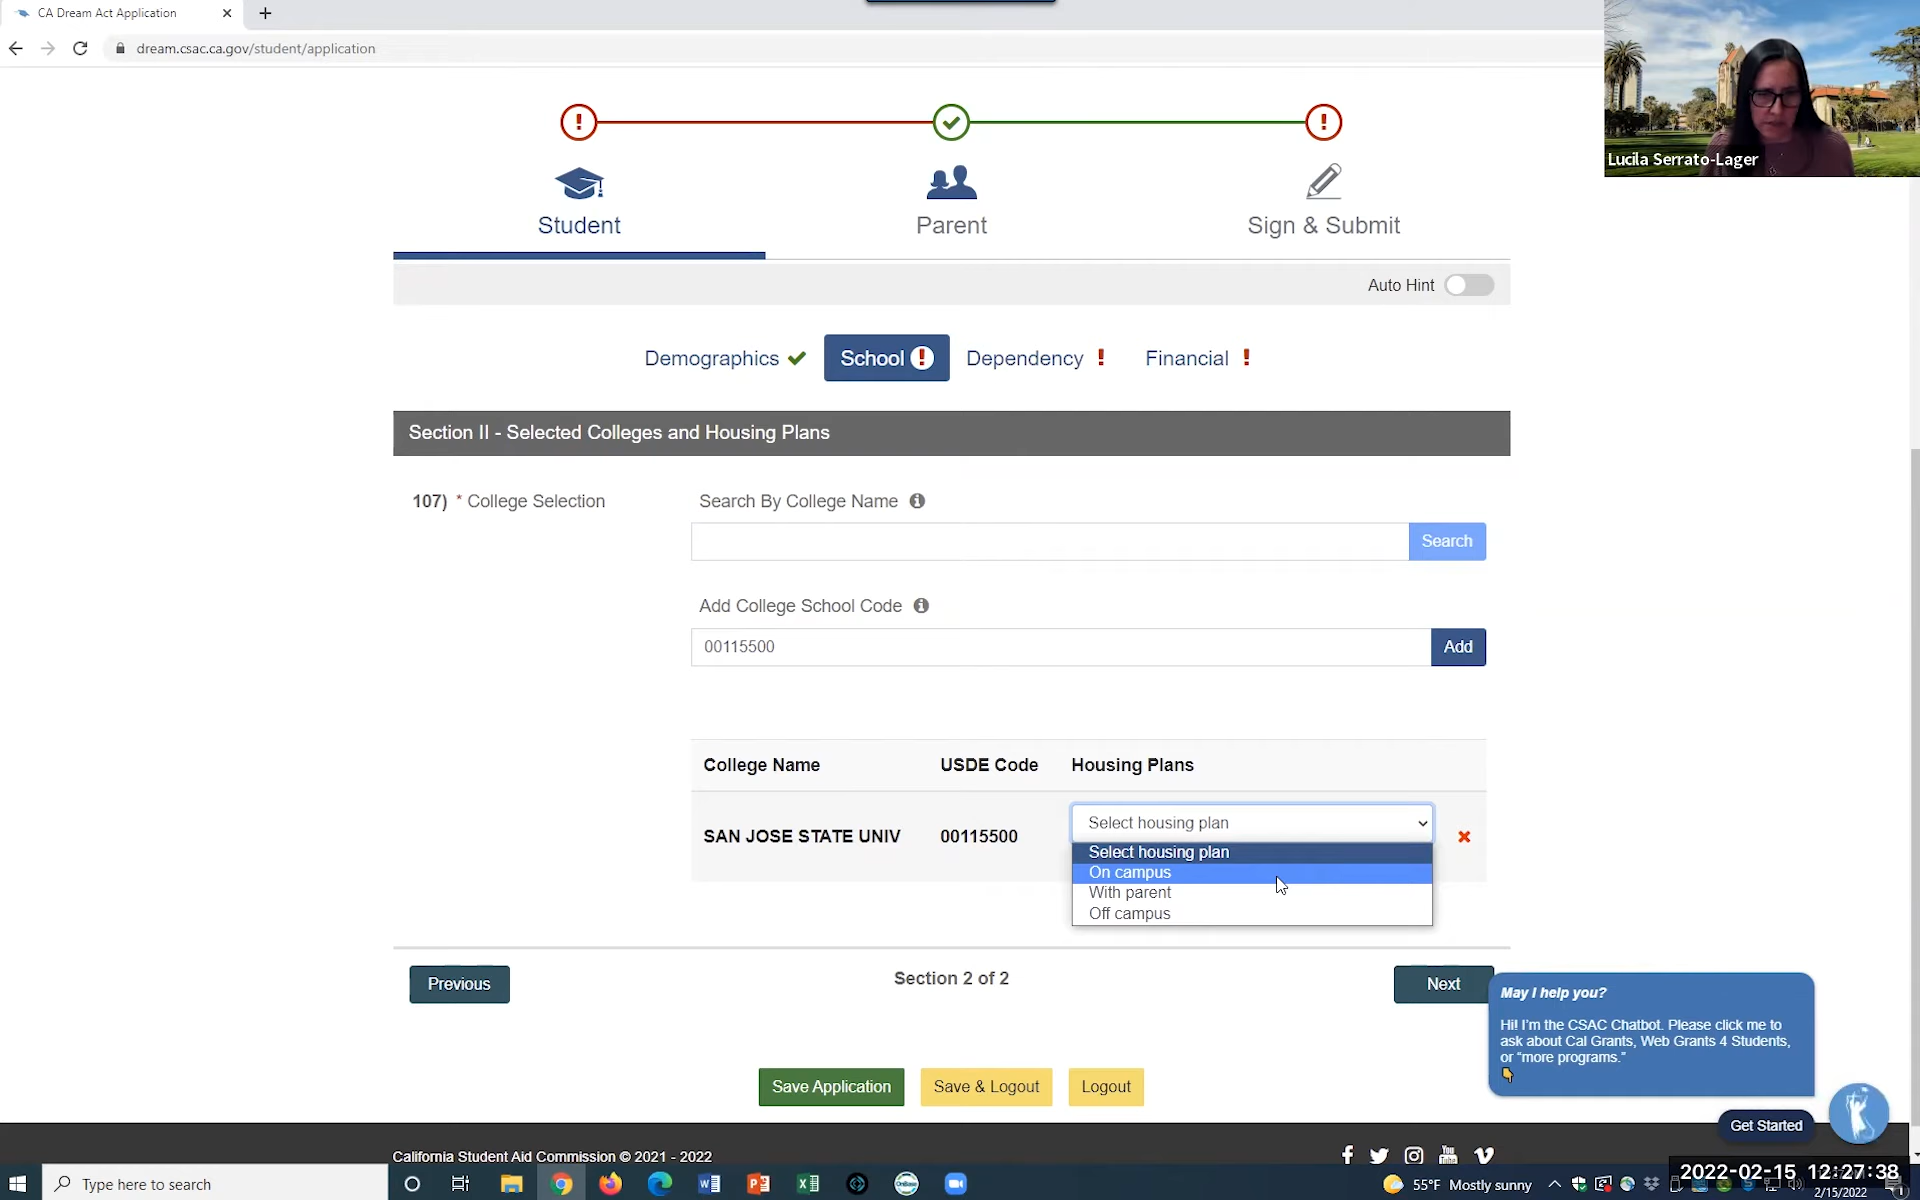 CA Dream Act Application
dream.csac.ca.gov/student/application
Lucila Serrato-Lager
Student
Parent
Sign & Submit
Auto Hint
Demographics
School
Dependency
Financial
Section II - Selected Colleges and Housing Plans
107) * College Selection
Search By College Name
Search
Add College School Code
00115500
Add
College Name USDE Code Housing Plans
SAN JOSE STATE UNIV 00115500 Select housing plan
Select housing plan
On campus
With parent
Off campus
Previous
Section 2 of 2
Next
May I help you?
Hi! I'm the CSAC Chatbot. Please click me to
ask about Cal Grants, Web Grants 4 Students,
or "more programs."
Save Application
Save & Logout
Logout
Get Started
California Student Aid Commission © 2021 - 2022
Type here to search
55°F Mostly sunny
2022-02-15 12:27:38
2/15/2022